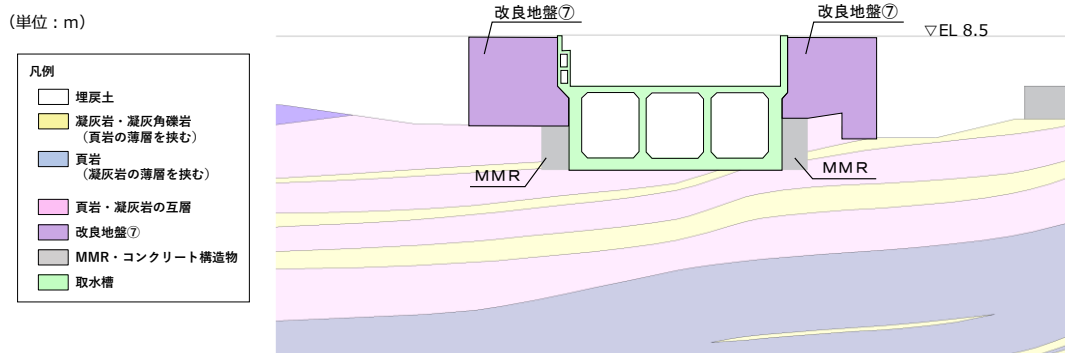 (単位：m)
改良地盤⑦
改良地盤⑦
▽EL 8.5
凡例
埋戻土
凝灰岩・凝灰角礫岩
（頁岩の薄層を挟む）
頁岩
（凝灰岩の薄層を挟む）
頁岩・凝灰岩の互層
改良地盤⑦
MMR・コンクリート構造物
取水槽
ＭＭＲ
ＭＭＲ